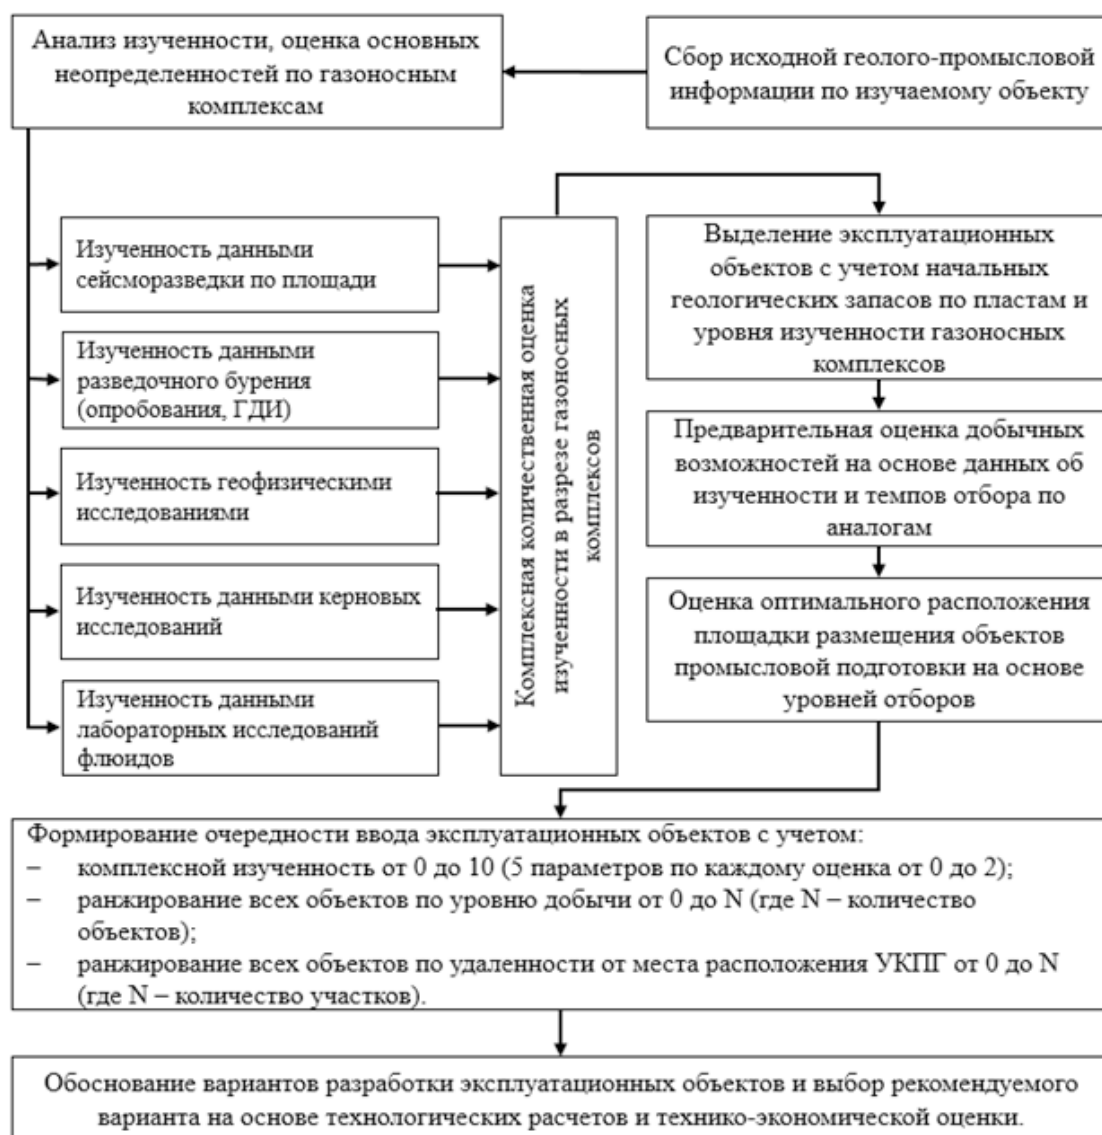 Анализ изученности, оценка основных
неопределенностей по газоносным
комплексам
Сбор исходной геолого-промысловой
информации по изучаемому объекту
Изученность данными
сейсморазведки по площади
Изученность данными
разведочного бурения
(опробования, ГДИ)
Изученность геофизическими
исследованиями
Изученность данными керновых
исследований
Изученность данными
лабораторных исследований
флюидов
Комплексная количественная оценка
изученности в разрезе газоносных
комплексов
Выделение эксплуатационных
объектов с учетом начальных
геологических запасов по пластам и
уровня изученности газоносных
комплексов
Предварительная оценка добычных
возможностей на основе данных об
изученности и темпов отбора по
аналогам
Оценка оптимального расположения
площадки размещения объектов
промысловой подготовки на основе
уровней отборов
Формирование очередности ввода эксплуатационных объектов с учетом:
– комплексной изученность от 0 до 10 (5 параметров по каждому оценка от 0 до 2);
– ранжирование всех объектов по уровню добычи от 0 до N (где N – количество
объектов);
– ранжирование всех объектов по удаленности от места расположения УКПГ от 0 до N
(где N – количество участков).
Обоснование вариантов разработки эксплуатационных объектов и выбор рекомендуемого
варианта на основе технологических расчетов и технико-экономической оценки.